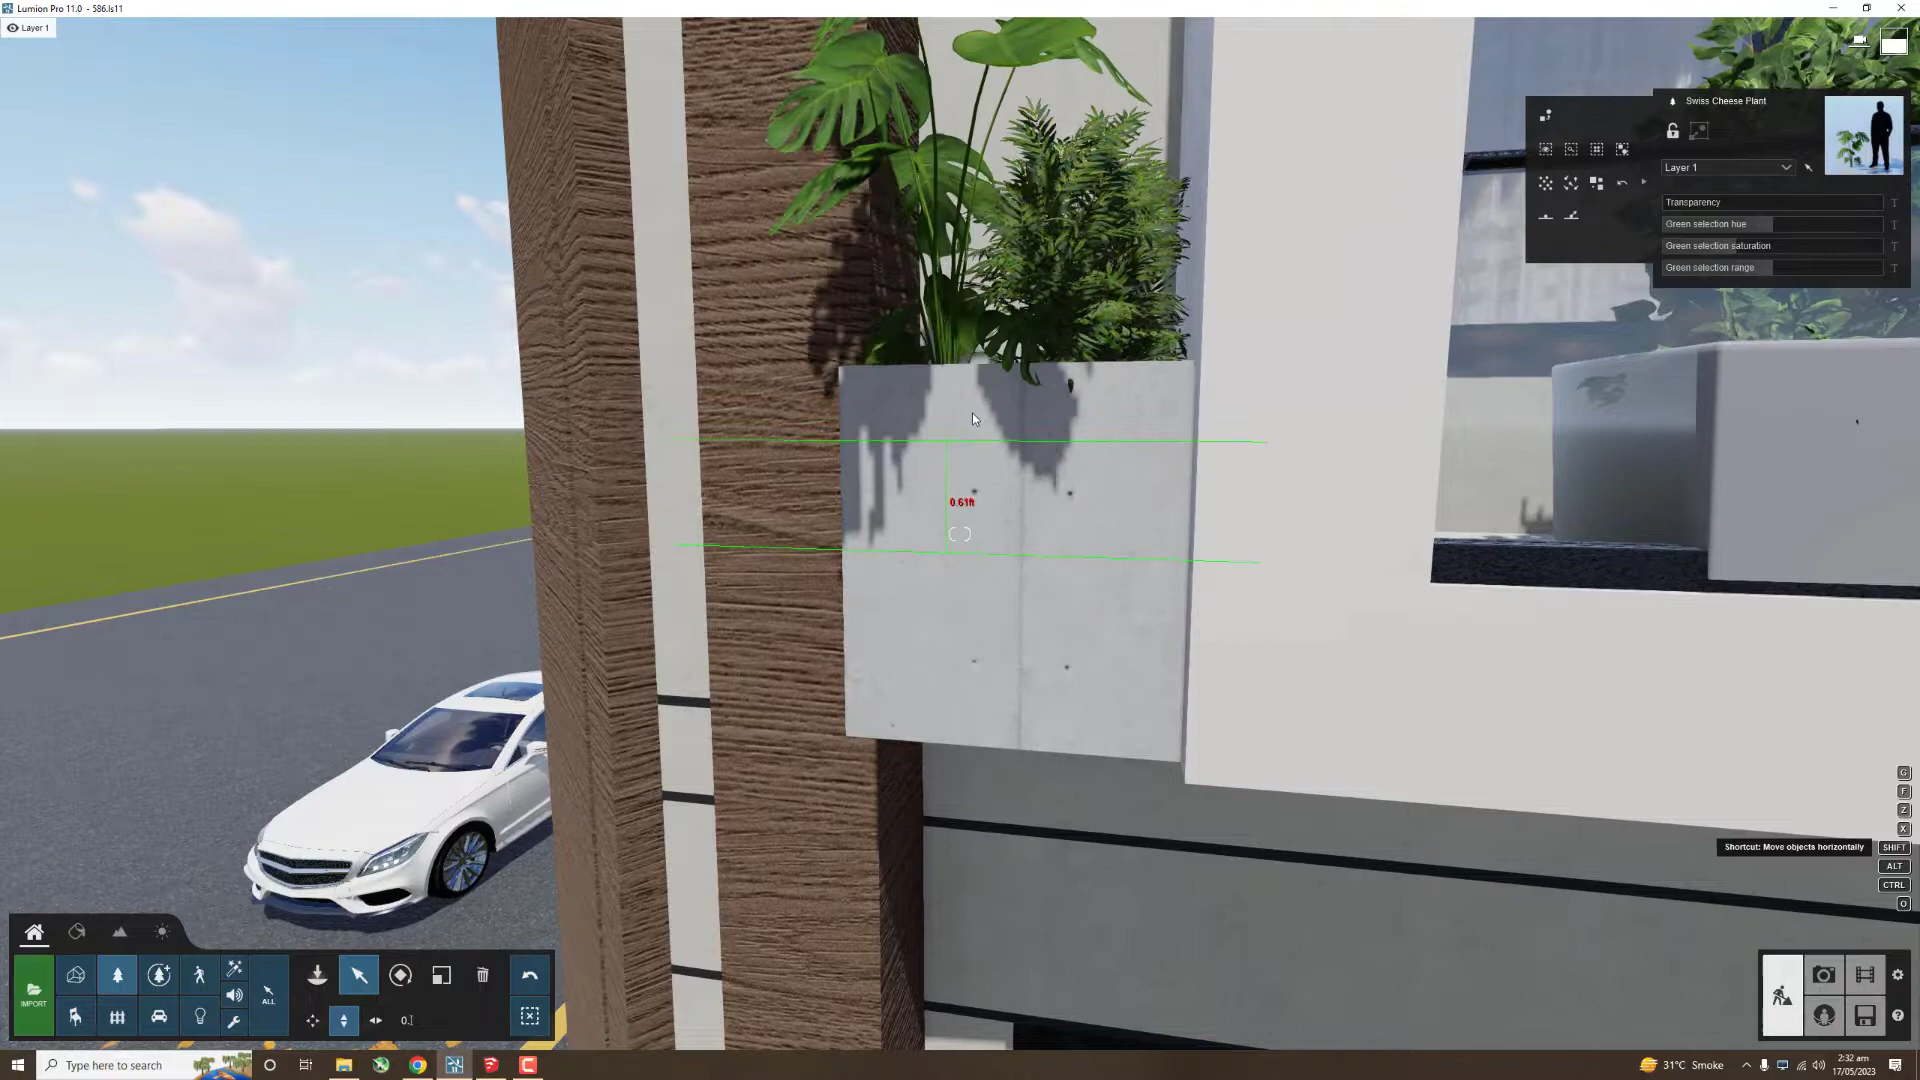 Lumion Pro 11.0 - 586.ls11
Layer 1
Swiss Cheese Plant
Layer 1
Transparency
T
Green selection hue
T
Green selection saturation
T
Green selection range
T
0.61ft
G
F
Z
X
Shortcut: Move objects horizontally
SHIFT
ALT
CTRL
O
IMPORT
ALL
?
Type here to search
31°C Smoke
2:32 am
17/05/2023